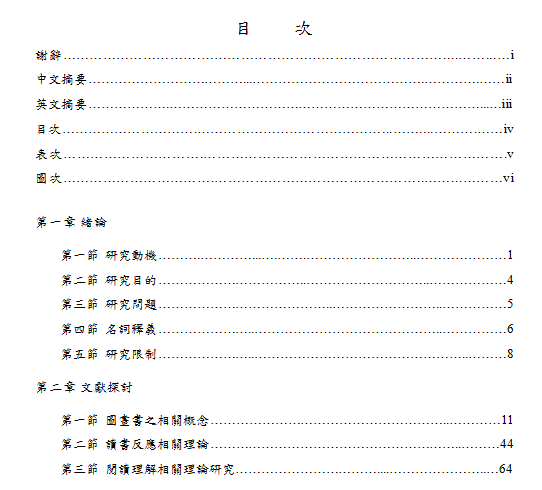 目 次
謝辭……………………………………………………………………i
中文摘要………………………………………………………………ii
英文摘要………………………………………………………………iii
目次……………………………………………………………………iv
表次……………………………………………………………………v
圖次……………………………………………………………………vi
第一章 緒論
第一節 研究動機………………………………………………………1
第二節 研究目的………………………………………………………4
第三節 研究問題………………………………………………………5
第四節 名詞釋義………………………………………………………6
第五節 研究限制………………………………………………………8
第二章 文獻探討
第一節 圖畫書之相關概念……………………………………………11
第二節 讀書反應相關理論……………………………………………44
第三節 閱讀理解相關理論研究………………………………………64